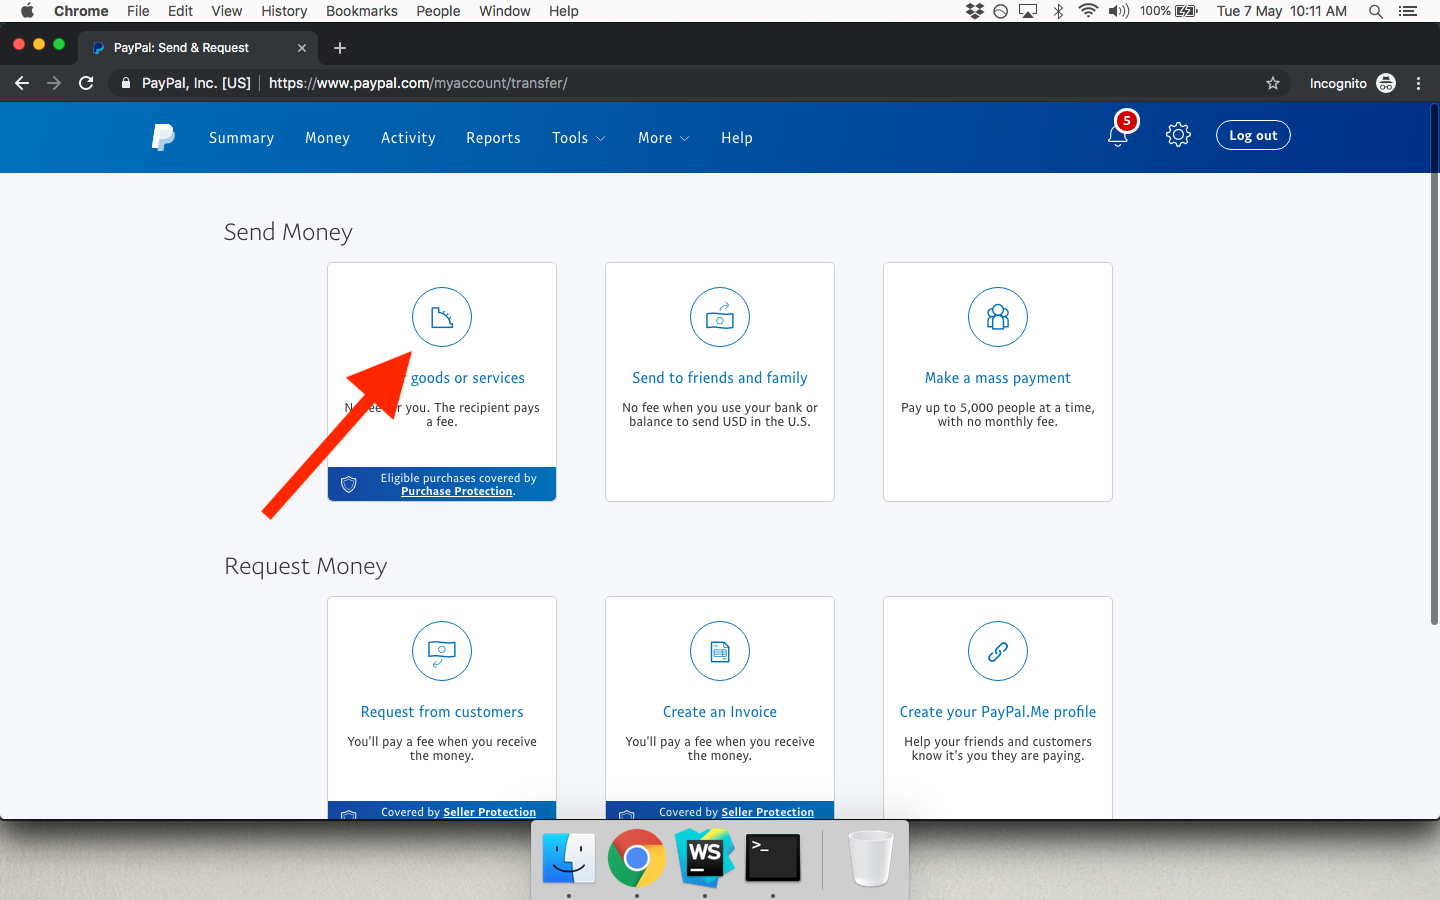 Chrome File Edit View History Bookmarks People Window Help 100% Tue 7 May 10:11 AM
PayPal: Send & Request
PayPal, Inc. [US] https://www.paypal.com/myaccount/transfer/ Incognito
Summary Money Activity Reports Tools More Help 5 Log out
Send Money
goods or services
you. The recipient pays
a fee.
Eligible purchases covered by
Purchase Protection.
Send to friends and family
No fee when you use your bank or
balance to send USD in the U.S.
Make a mass payment
Pay up to 5,000 people at a time,
with no monthly fee.
Request Money
Request from customers
You'll pay a fee when you receive
the money.
Covered by Seller Protection
Create an Invoice
You'll pay a fee when you receive
the money.
Covered by Seller Protection
Create your PayPal.Me profile
Help your friends and customers
know it's you they are paying.
WS
>_